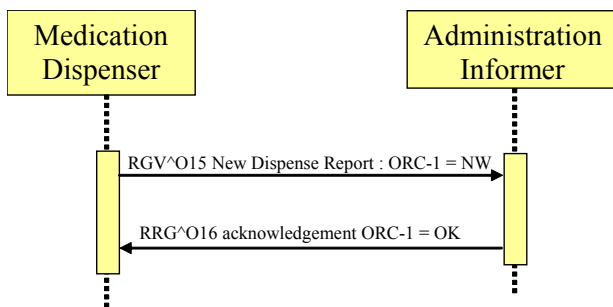 Medication
Dispenser
Administration
Informer
RGV^O15 New Dispense Report : ORC-1 = NW
RRG^O16 acknowledgement ORC-1 = OK